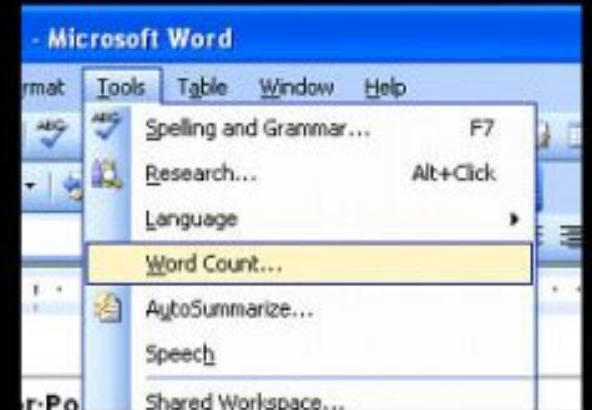 - Microsoft Word
rmat Tools Table Window Help
Spelling and Grammar... F7
Research... Alt+Click
Language
Word Count...
AutoSummarize...
Speech
Shared Workspace...
r·Po